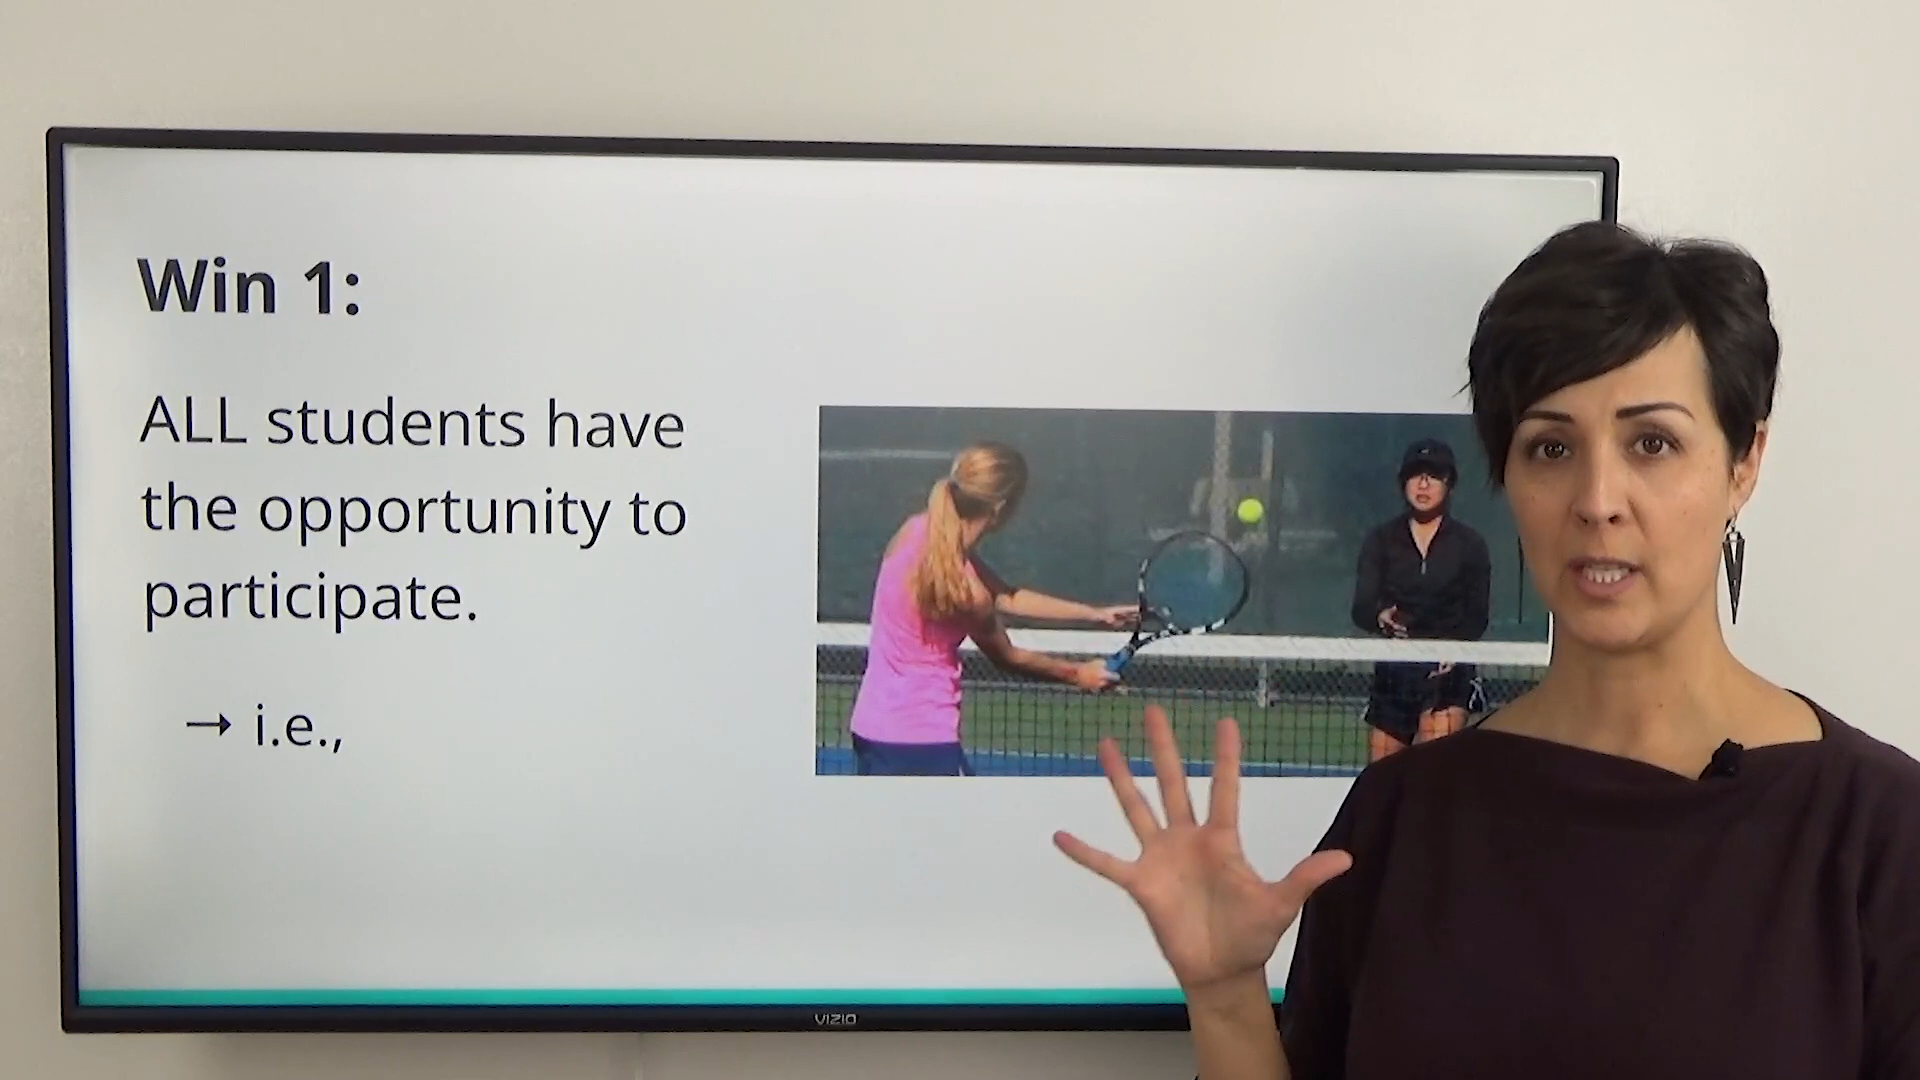 Win 1:
ALL students have
the opportunity to
participate.
→ i.e.,
VIZIO